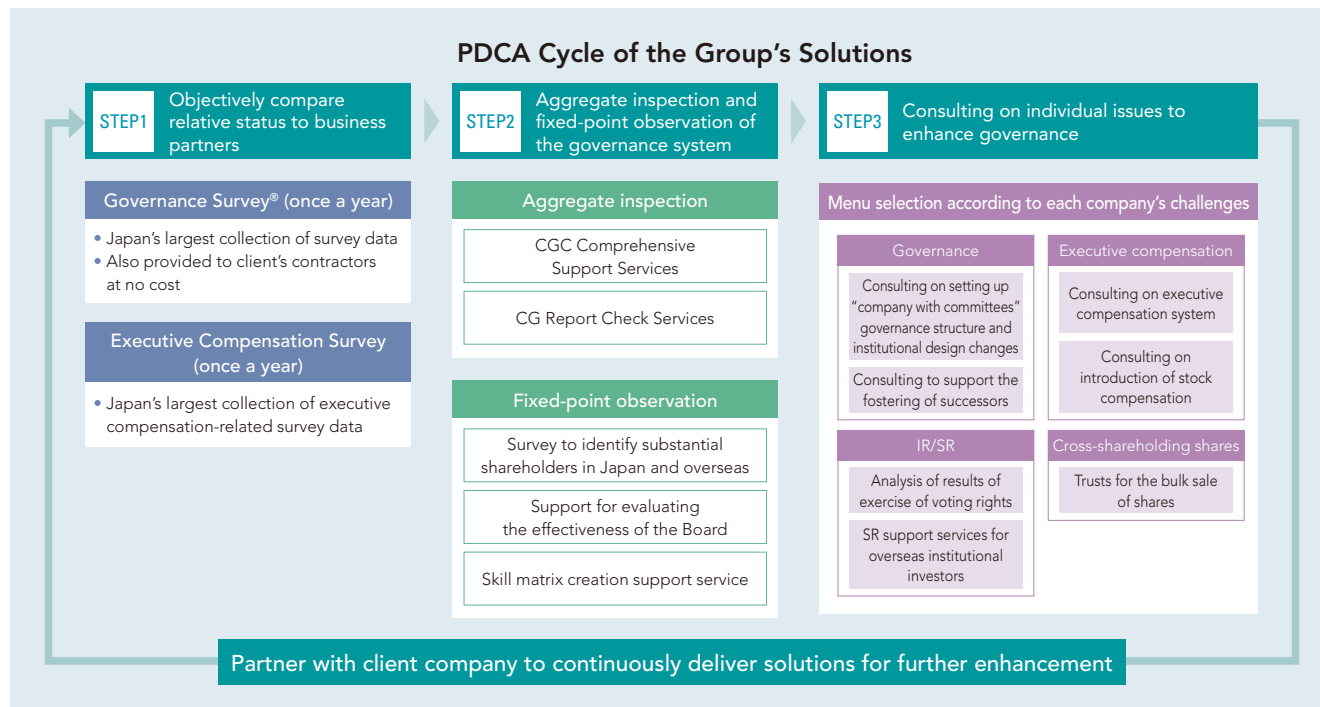 PDCA Cycle of the Group’s Solutions
STEP1
Objectively compare
relative status to business
partners
Governance Survey® (once a year)
• Japan’s largest collection of survey data
• Also provided to client’s contractors
at no cost
Executive Compensation Survey
(once a year)
• Japan’s largest collection of executive
compensation-related survey data
STEP2
Aggregate inspection and
fixed-point observation of
the governance system
Aggregate inspection
CGC Comprehensive
Support Services
CG Report Check Services
Fixed-point observation
Survey to identify substantial
shareholders in Japan and overseas
Support for evaluating
the effectiveness of the Board
Skill matrix creation support service
STEP3
Consulting on individual issues to
enhance governance
Menu selection according to each company’s challenges
Governance
Consulting on setting up
“company with committees”
governance structure and
institutional design changes
Consulting to support the
fostering of successors
Executive compensation
Consulting on executive
compensation system
Consulting on
introduction of stock
compensation
IR/SR
Analysis of results of
exercise of voting rights
SR support services for
overseas institutional
investors
Cross-shareholding shares
Trusts for the bulk sale
of shares
Partner with client company to continuously deliver solutions for further enhancement